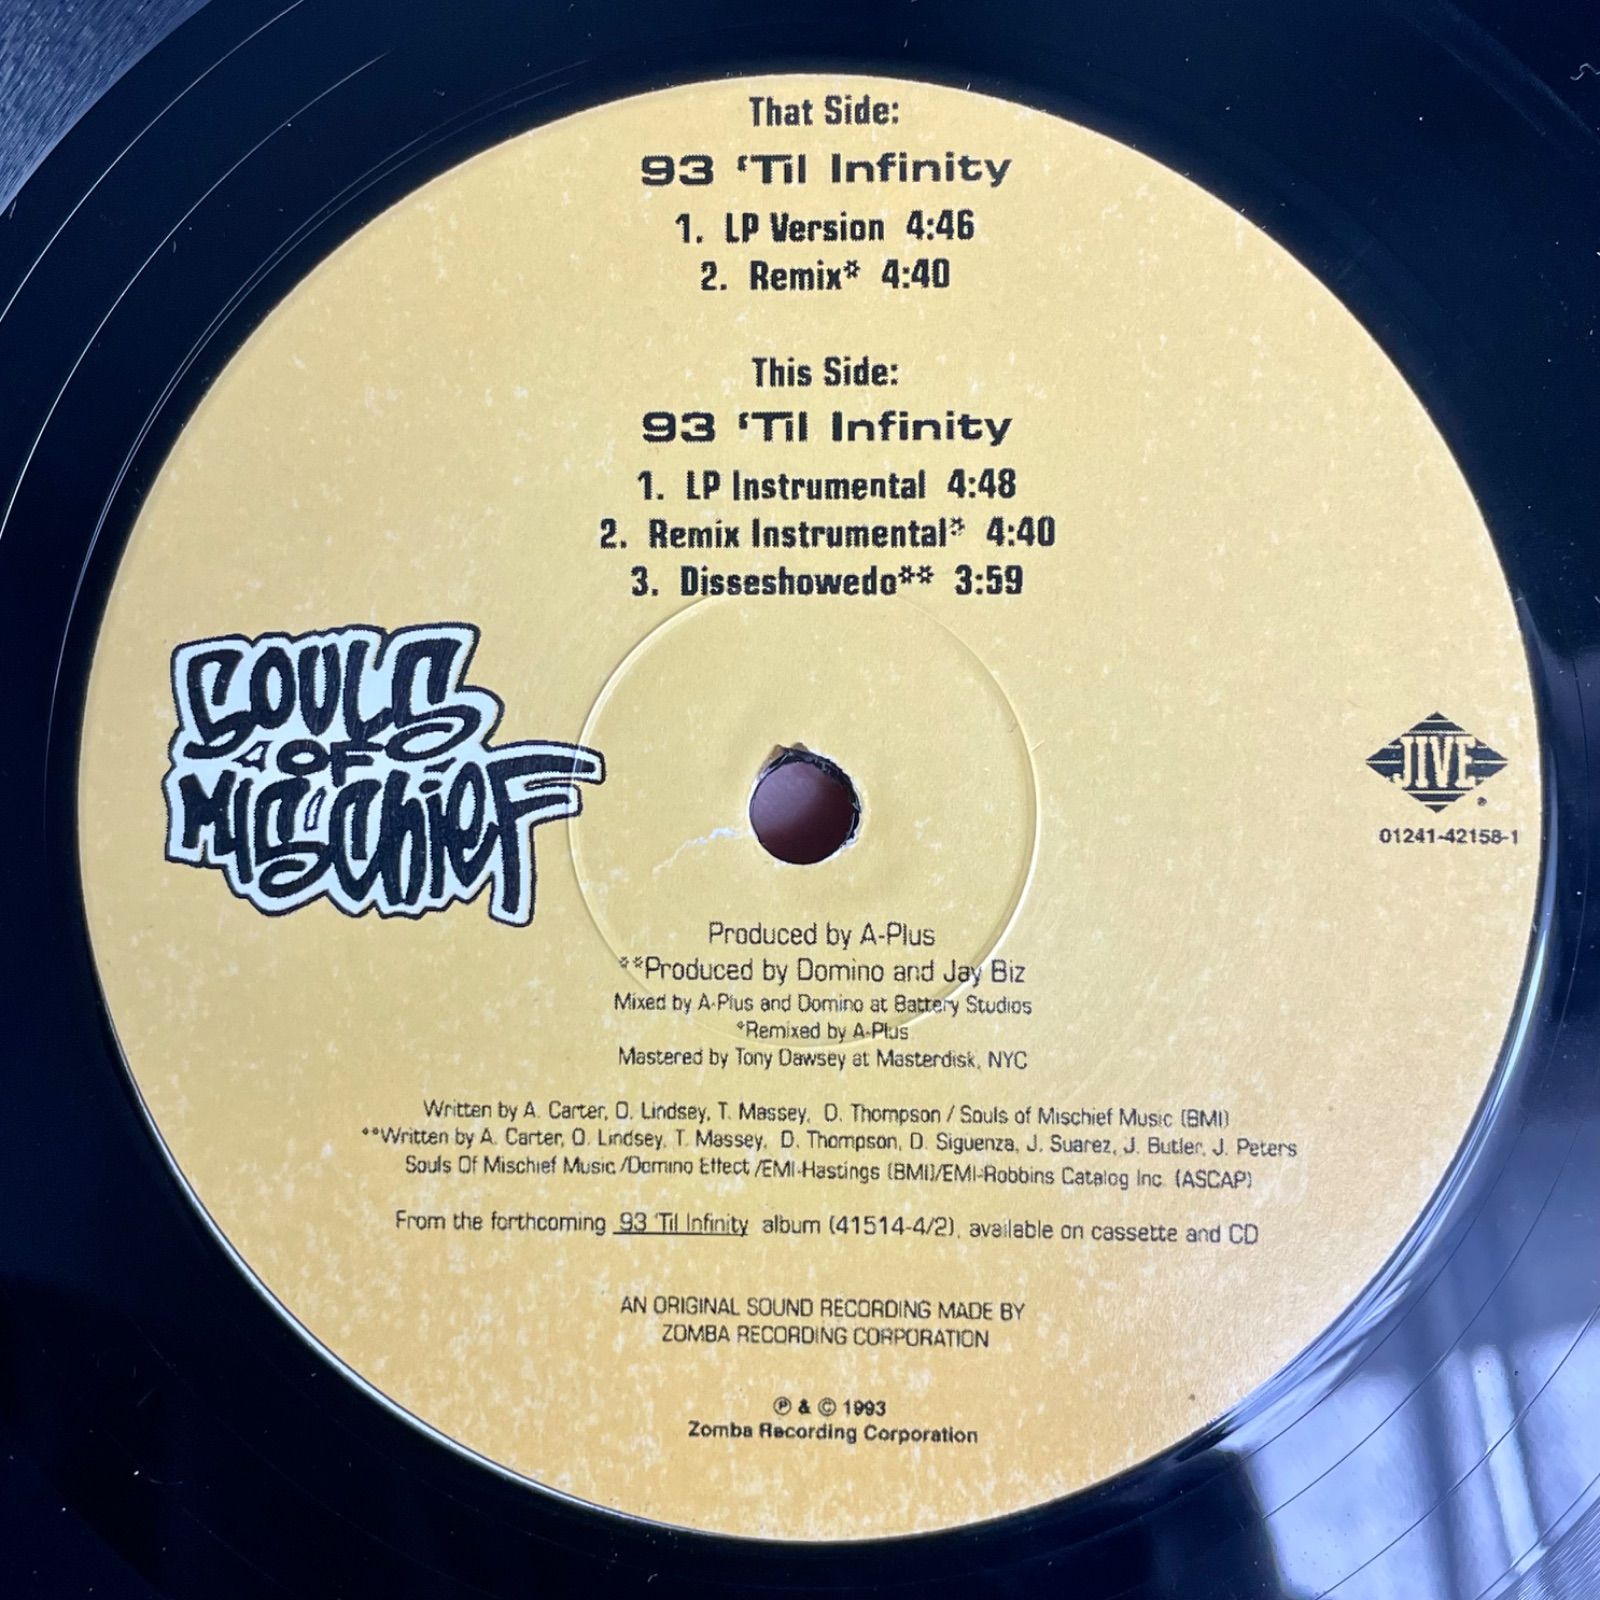 That Side:
93 ‘Til Infinity
1. LP Version 4:46
2. Remix* 4:40
This Side:
93 ‘Til Infinity
1. LP Instrumental 4:48
2. Remix Instrumental* 4:40
3. Disseshowedo** 3:59
SOULS
OF
MISCHIEF
JIVE
01241-42158-1
Produced by A-Plus
**Produced by Domino and Jay Biz
Mixed by A-Plus and Domino at Battery Studios
*Remixed by A-Plus
Mastered by Tony Dawsey at Masterdisk, NYC
Written by A. Carter, O. Lindsey, T. Massey, D. Thompson / Souls of Mischief Music (BMI)
**Written by A. Carter, O. Lindsey, T. Massey, D. Thompson, D. Siguenza, J. Suarez, J. Butler, J. Peters
Souls Of Mischief Music /Domino Effect /EMI-Hastings (BMI)/EMI-Robbins Catalog Inc. (ASCAP)
From the forthcoming 93 ‘Til Infinity album (41514-4/2), available on cassette and CD
AN ORIGINAL SOUND RECORDING MADE BY
ZOMBA RECORDING CORPORATION
℗ & © 1993
Zomba Recording Corporation